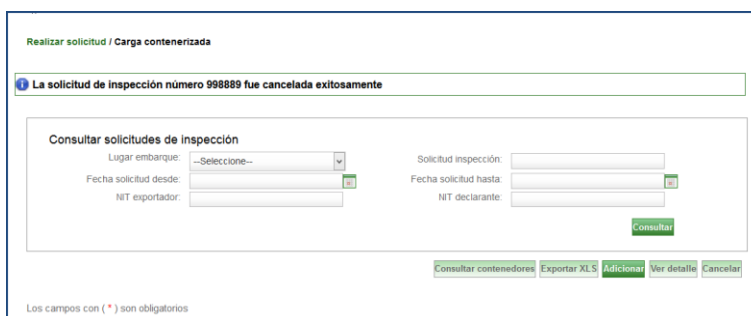 Realizar solicitud / Carga contenerizada
La solicitud de inspección número 998889 fue cancelada exitosamente
Consultar solicitudes de inspección
Lugar embarque: --Seleccione-- Solicitud inspección:
Fecha solicitud desde: Fecha solicitud hasta:
NIT exportador: NIT declarante:
Consultar
Consultar contenedores Exportar XLS Adicionar Ver detalle Cancelar
Los campos con ( * ) son obligatorios